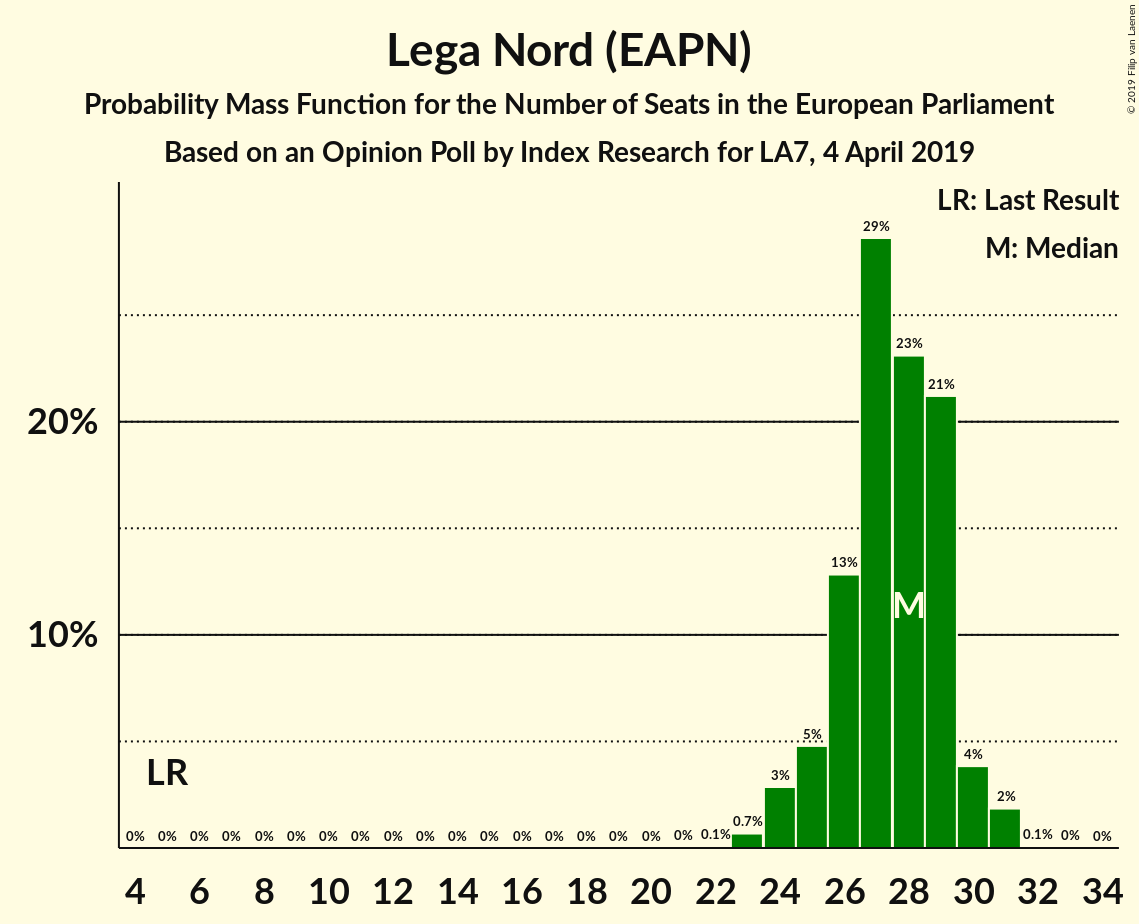 Lega Nord (EAPN)
Probability Mass Function for the Number of Seats in the European Parliament
Based on an Opinion Poll by Index Research for LA7, 4 April 2019
© 2019 Filip van Laenen
LR: Last Result
M: Median
29%
23%
21%
20%
13%
M
10%
5%
4%
3%
2%
LR
0% 0% 0% 0% 0% 0% 0% 0% 0% 0% 0% 0% 0% 0% 0% 0% 0% 0% 0.1% 0.7% 0.1% 0% 0%
4 6 8 10 12 14 16 18 20 22 24 26 28 30 32 34